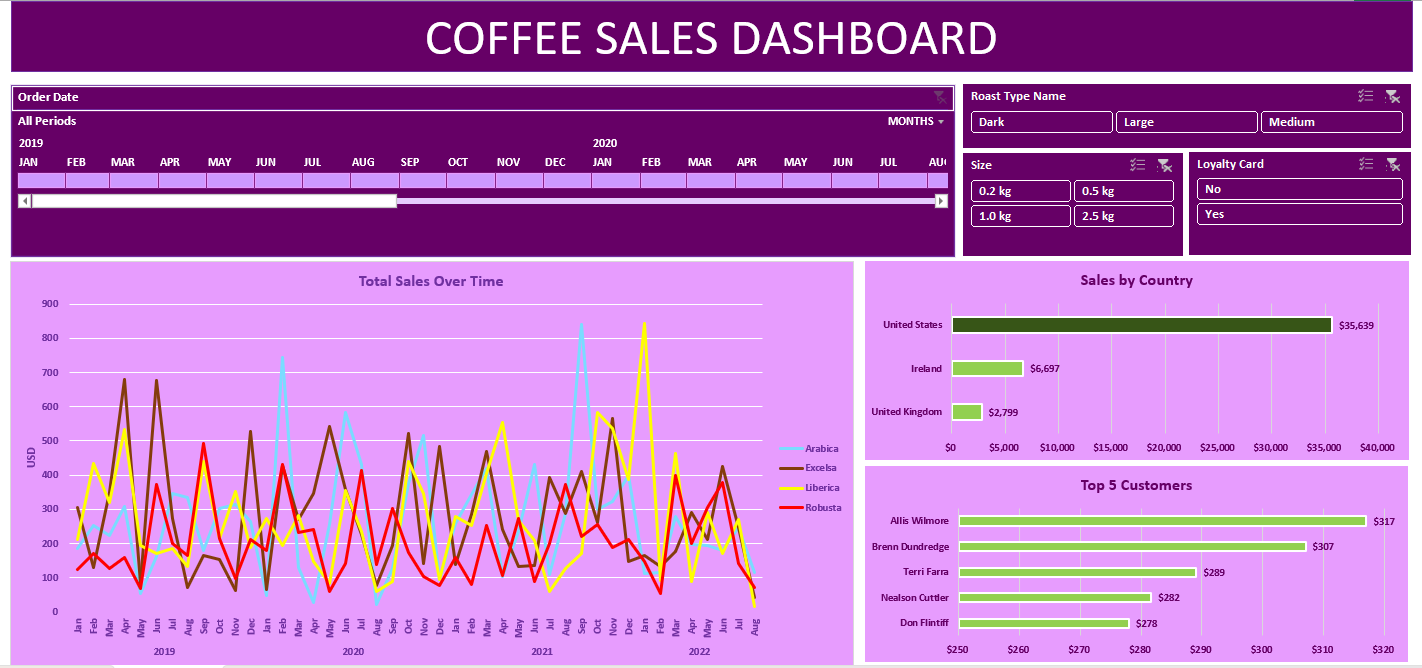 COFFEE SALES DASHBOARD
Order Date
All Periods
MONTHS
2019 2020
JAN FEB MAR APR MAY JUN JUL AUG SEP OCT NOV DEC JAN FEB MAR APR MAY JUN JUL AUG
Roast Type Name
Dark Large Medium
Size
0.2 kg 0.5 kg
1.0 kg 2.5 kg
Loyalty Card
No
Yes
Total Sales Over Time
900
800
700
600
500
400
300
200
100
0
USD
Arabica
Excelsa
Liberica
Robusta
Jan Feb Mar Apr May Jun Jul Aug Sep Oct Nov Dec Jan Feb Mar Apr May Jun Jul Aug Sep Oct Nov Dec Jan Feb Mar Apr May Jun Jul Aug Sep Oct Nov Dec Jan Feb Mar Apr May Jun Jul Aug
2019 2020 2021 2022
Sales by Country
United States $35,639
Ireland $6,697
United Kingdom $2,799
$0 $5,000 $10,000 $15,000 $20,000 $25,000 $30,000 $35,000 $40,000
Top 5 Customers
Allis Wilmore $317
Brenn Dundredge $307
Terri Farra $289
Nealson Cuttler $282
Don Flintiff $278
$250 $260 $270 $280 $290 $300 $310 $320